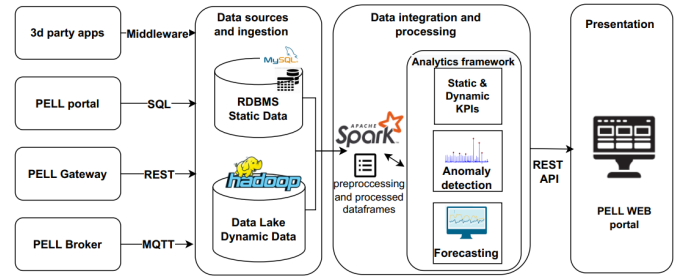 3d party apps
Middleware
PELL portal
SQL
PELL Gateway
REST
PELL Broker
MQTT
Data sources
and ingestion
MySQL
RDBMS
Static Data
hadoop
Data Lake
Dynamic Data
Data integration and
processing
APACHE
Spark
preproccessing
and processed
dataframes
Analytics framework
Static &
Dynamic
KPIs
Anomaly
detection
Forecasting
REST
API
Presentation
PELL WEB
portal